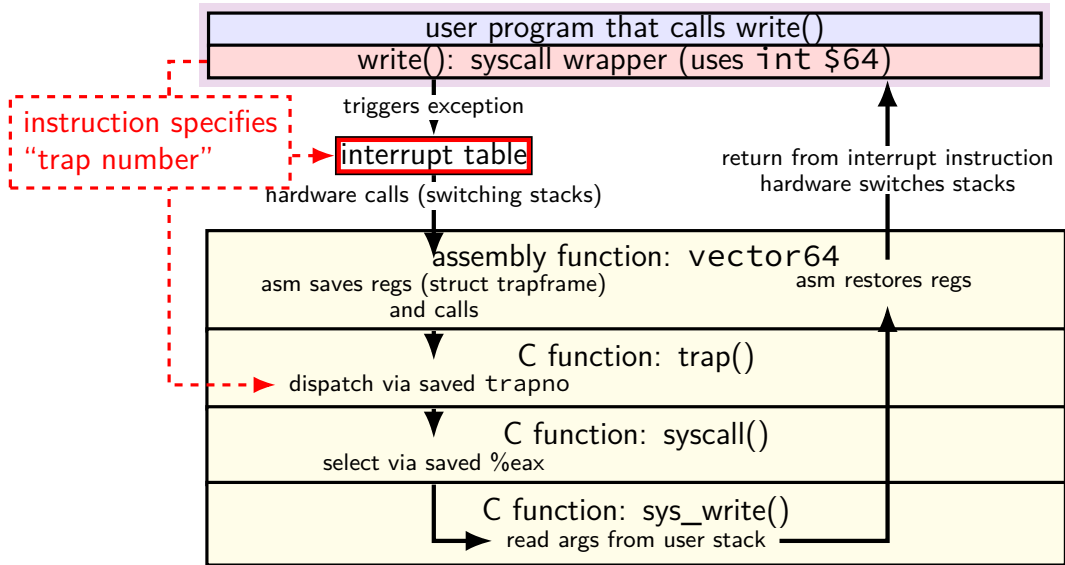 user program that calls write()
write(): syscall wrapper (uses int $64)
triggers exception
instruction specifies
“trap number”
interrupt table
return from interrupt instruction
hardware switches stacks
hardware calls (switching stacks)
assembly function: vector64
asm saves regs (struct trapframe)
and calls
asm restores regs
C function: trap()
dispatch via saved trapno
C function: syscall()
select via saved %eax
C function: sys_write()
read args from user stack